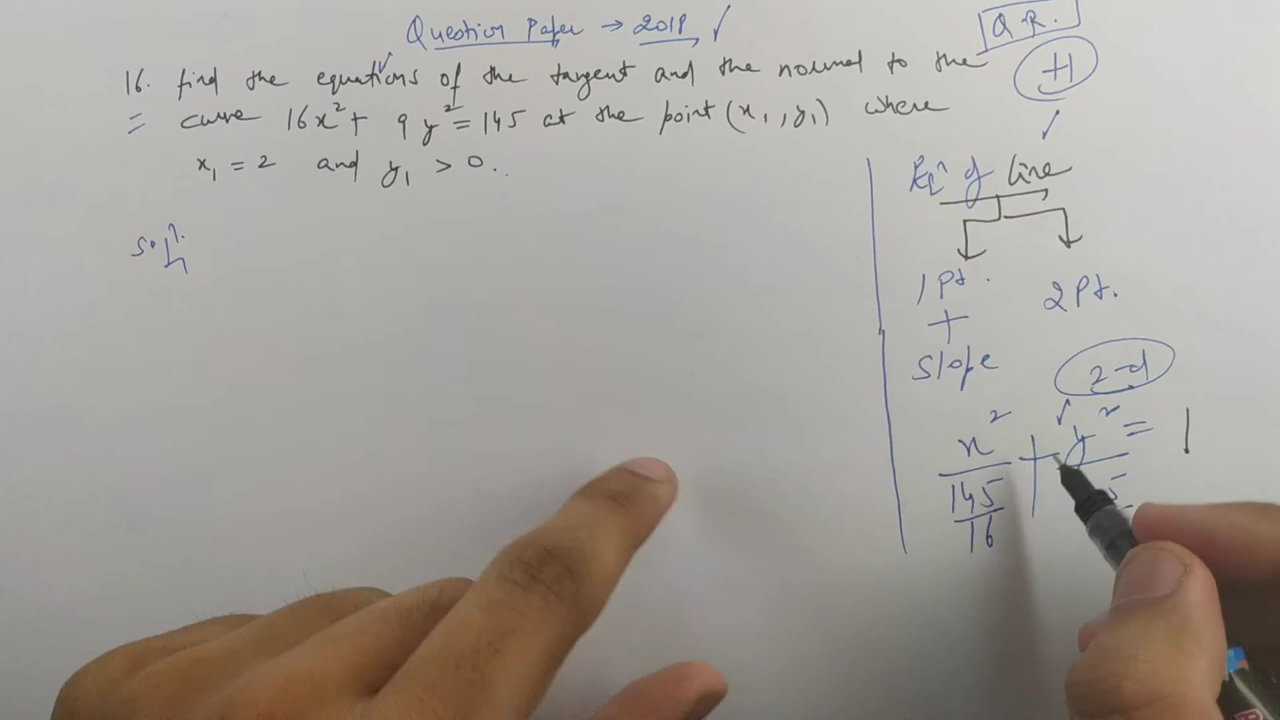 Question Paper → 2018 ✓
Q.R.
H
16. find the equations of the tangent and the normal to the
curve 16x² + 9y² = 145 at the point (x₁, y₁) where
x₁ = 2 and y₁ > 0.
Solⁿ.
Eqⁿ of line
1 Pt. 2 Pt.
+
Slope
2-d
x² + y² = 1
145 5
16